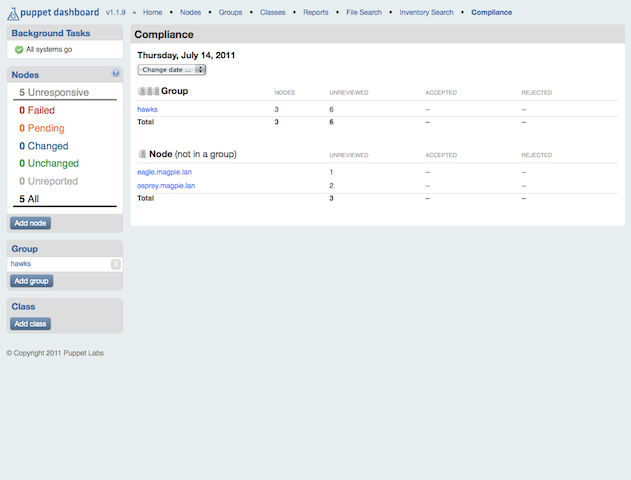 puppet dashboard v1.1.9 » Home • Nodes • Groups • Classes • Reports • File Search • Inventory Search • Compliance
Background Tasks
All systems go
Nodes
5 Unresponsive
0 Failed
0 Pending
0 Changed
0 Unchanged
0 Unreported
5 All
Add node
Group
hawks 3
Add group
Class
Add class
© Copyright 2011 Puppet Labs
Compliance
Thursday, July 14, 2011
Change date ...
Group NODES UNREVIEWED ACCEPTED REJECTED
hawks 3 6 – –
Total 3 6 – –
Node (not in a group) UNREVIEWED ACCEPTED REJECTED
eagle.magpie.lan 1 – –
osprey.magpie.lan 2 – –
Total 3 – –